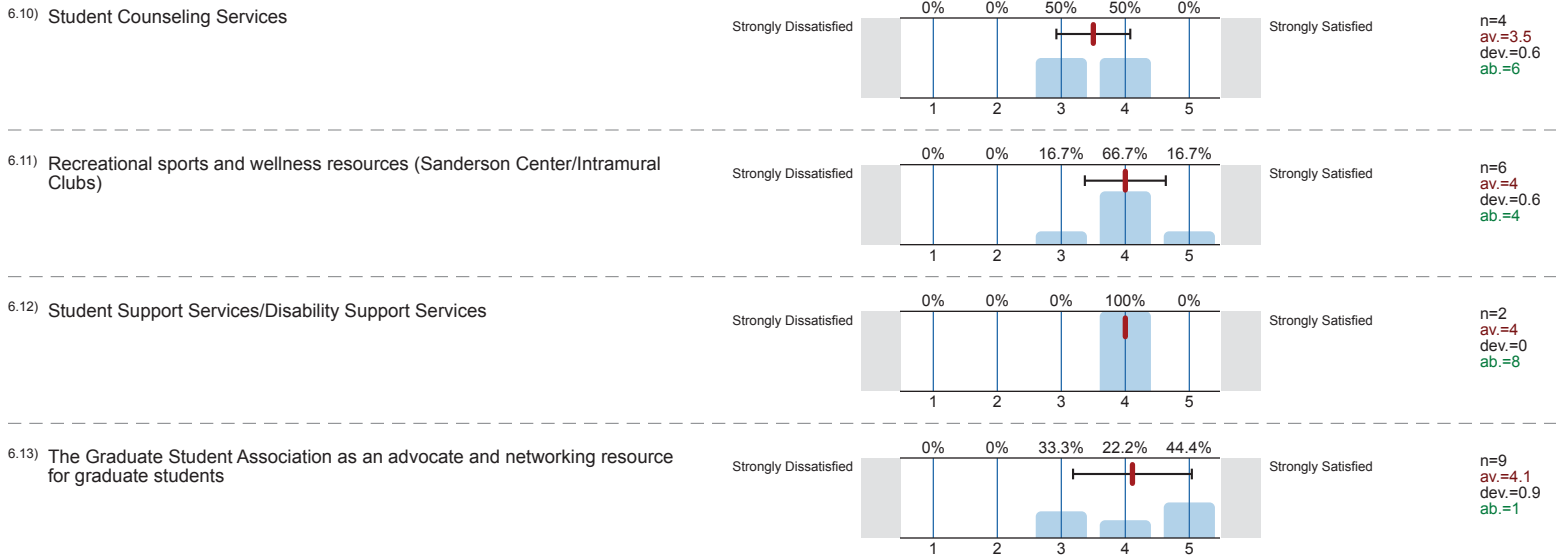 6.10) Student Counseling Services
Strongly Dissatisfied
0% 0% 50% 50% 0%
1 2 3 4 5
Strongly Satisfied
n=4
av.=3.5
dev.=0.6
ab.=6
6.11) Recreational sports and wellness resources (Sanderson Center/Intramural
Clubs)
Strongly Dissatisfied
0% 0% 16.7% 66.7% 16.7%
1 2 3 4 5
Strongly Satisfied
n=6
av.=4
dev.=0.6
ab.=4
6.12) Student Support Services/Disability Support Services
Strongly Dissatisfied
0% 0% 0% 100% 0%
1 2 3 4 5
Strongly Satisfied
n=2
av.=4
dev.=0
ab.=8
6.13) The Graduate Student Association as an advocate and networking resource
for graduate students
Strongly Dissatisfied
0% 0% 33.3% 22.2% 44.4%
1 2 3 4 5
Strongly Satisfied
n=9
av.=4.1
dev.=0.9
ab.=1